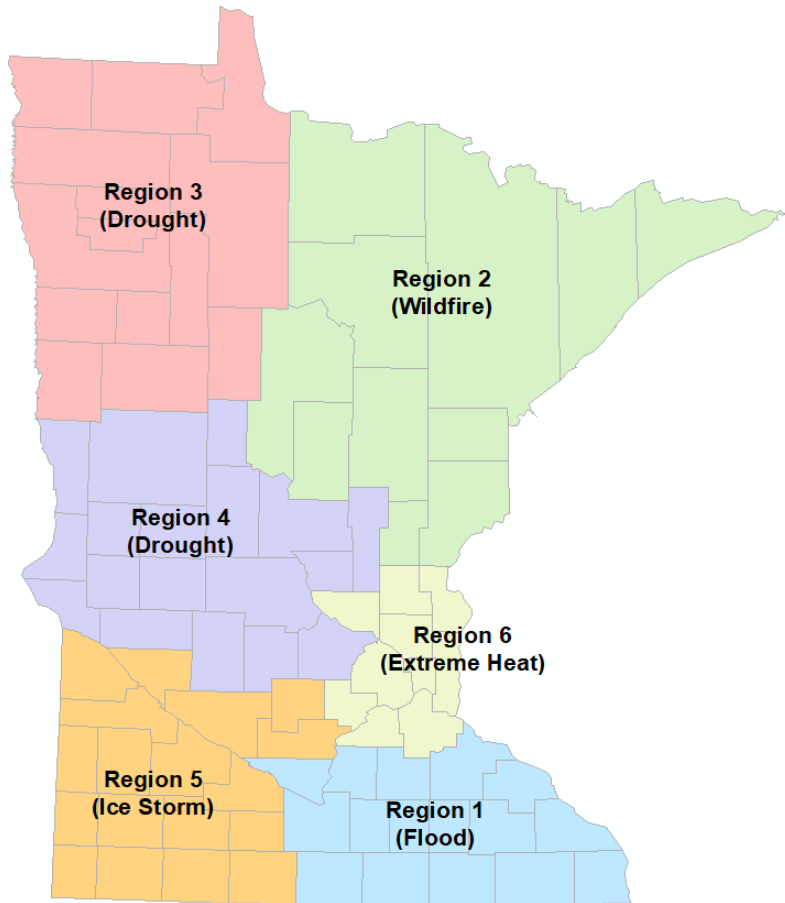 Region 3
(Drought)
Region 2
(Wildfire)
Region 4
(Drought)
Region 6
(Extreme Heat)
Region 5
(Ice Storm)
Region 1
(Flood)